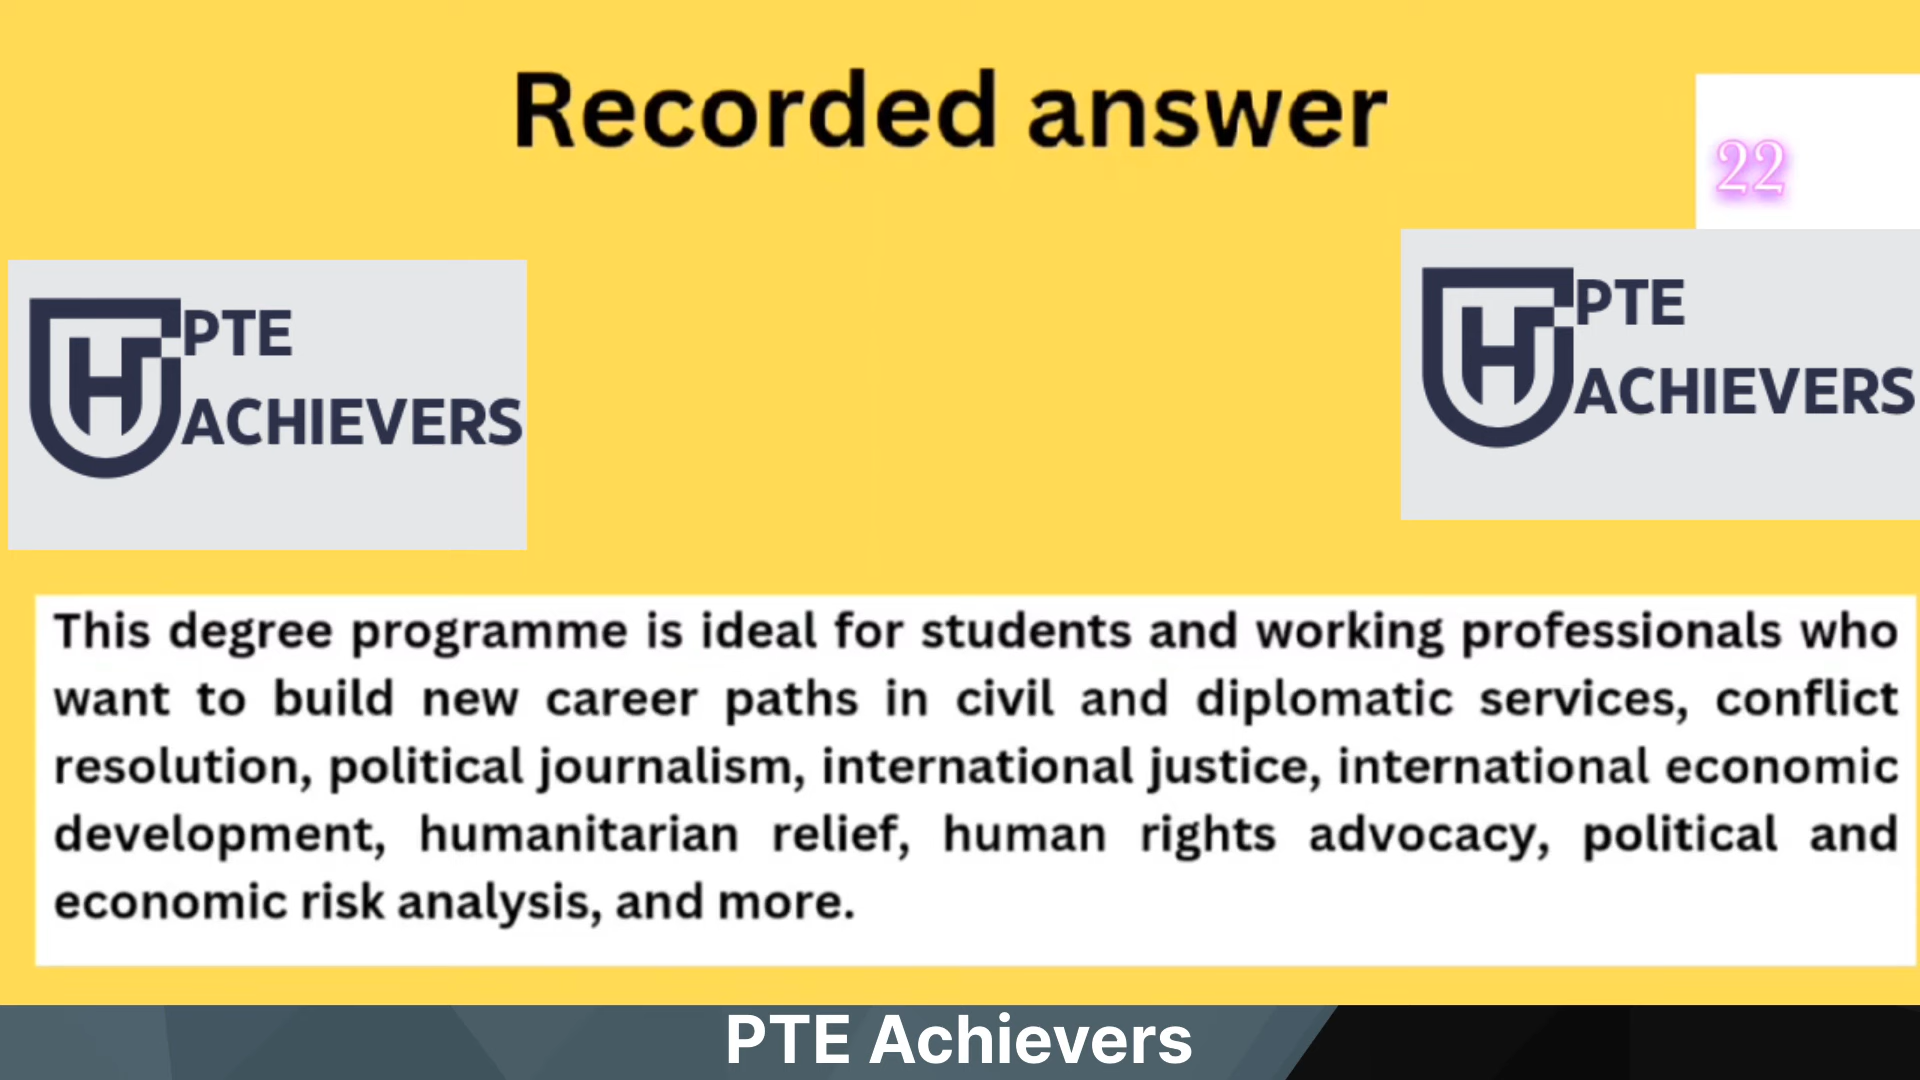 Recorded answer
22
PTE
ACHIEVERS
PTE
ACHIEVERS
This degree programme is ideal for students and working professionals who
want to build new career paths in civil and diplomatic services, conflict
resolution, political journalism, international justice, international economic
development, humanitarian relief, human rights advocacy, political and
economic risk analysis, and more.
PTE Achievers